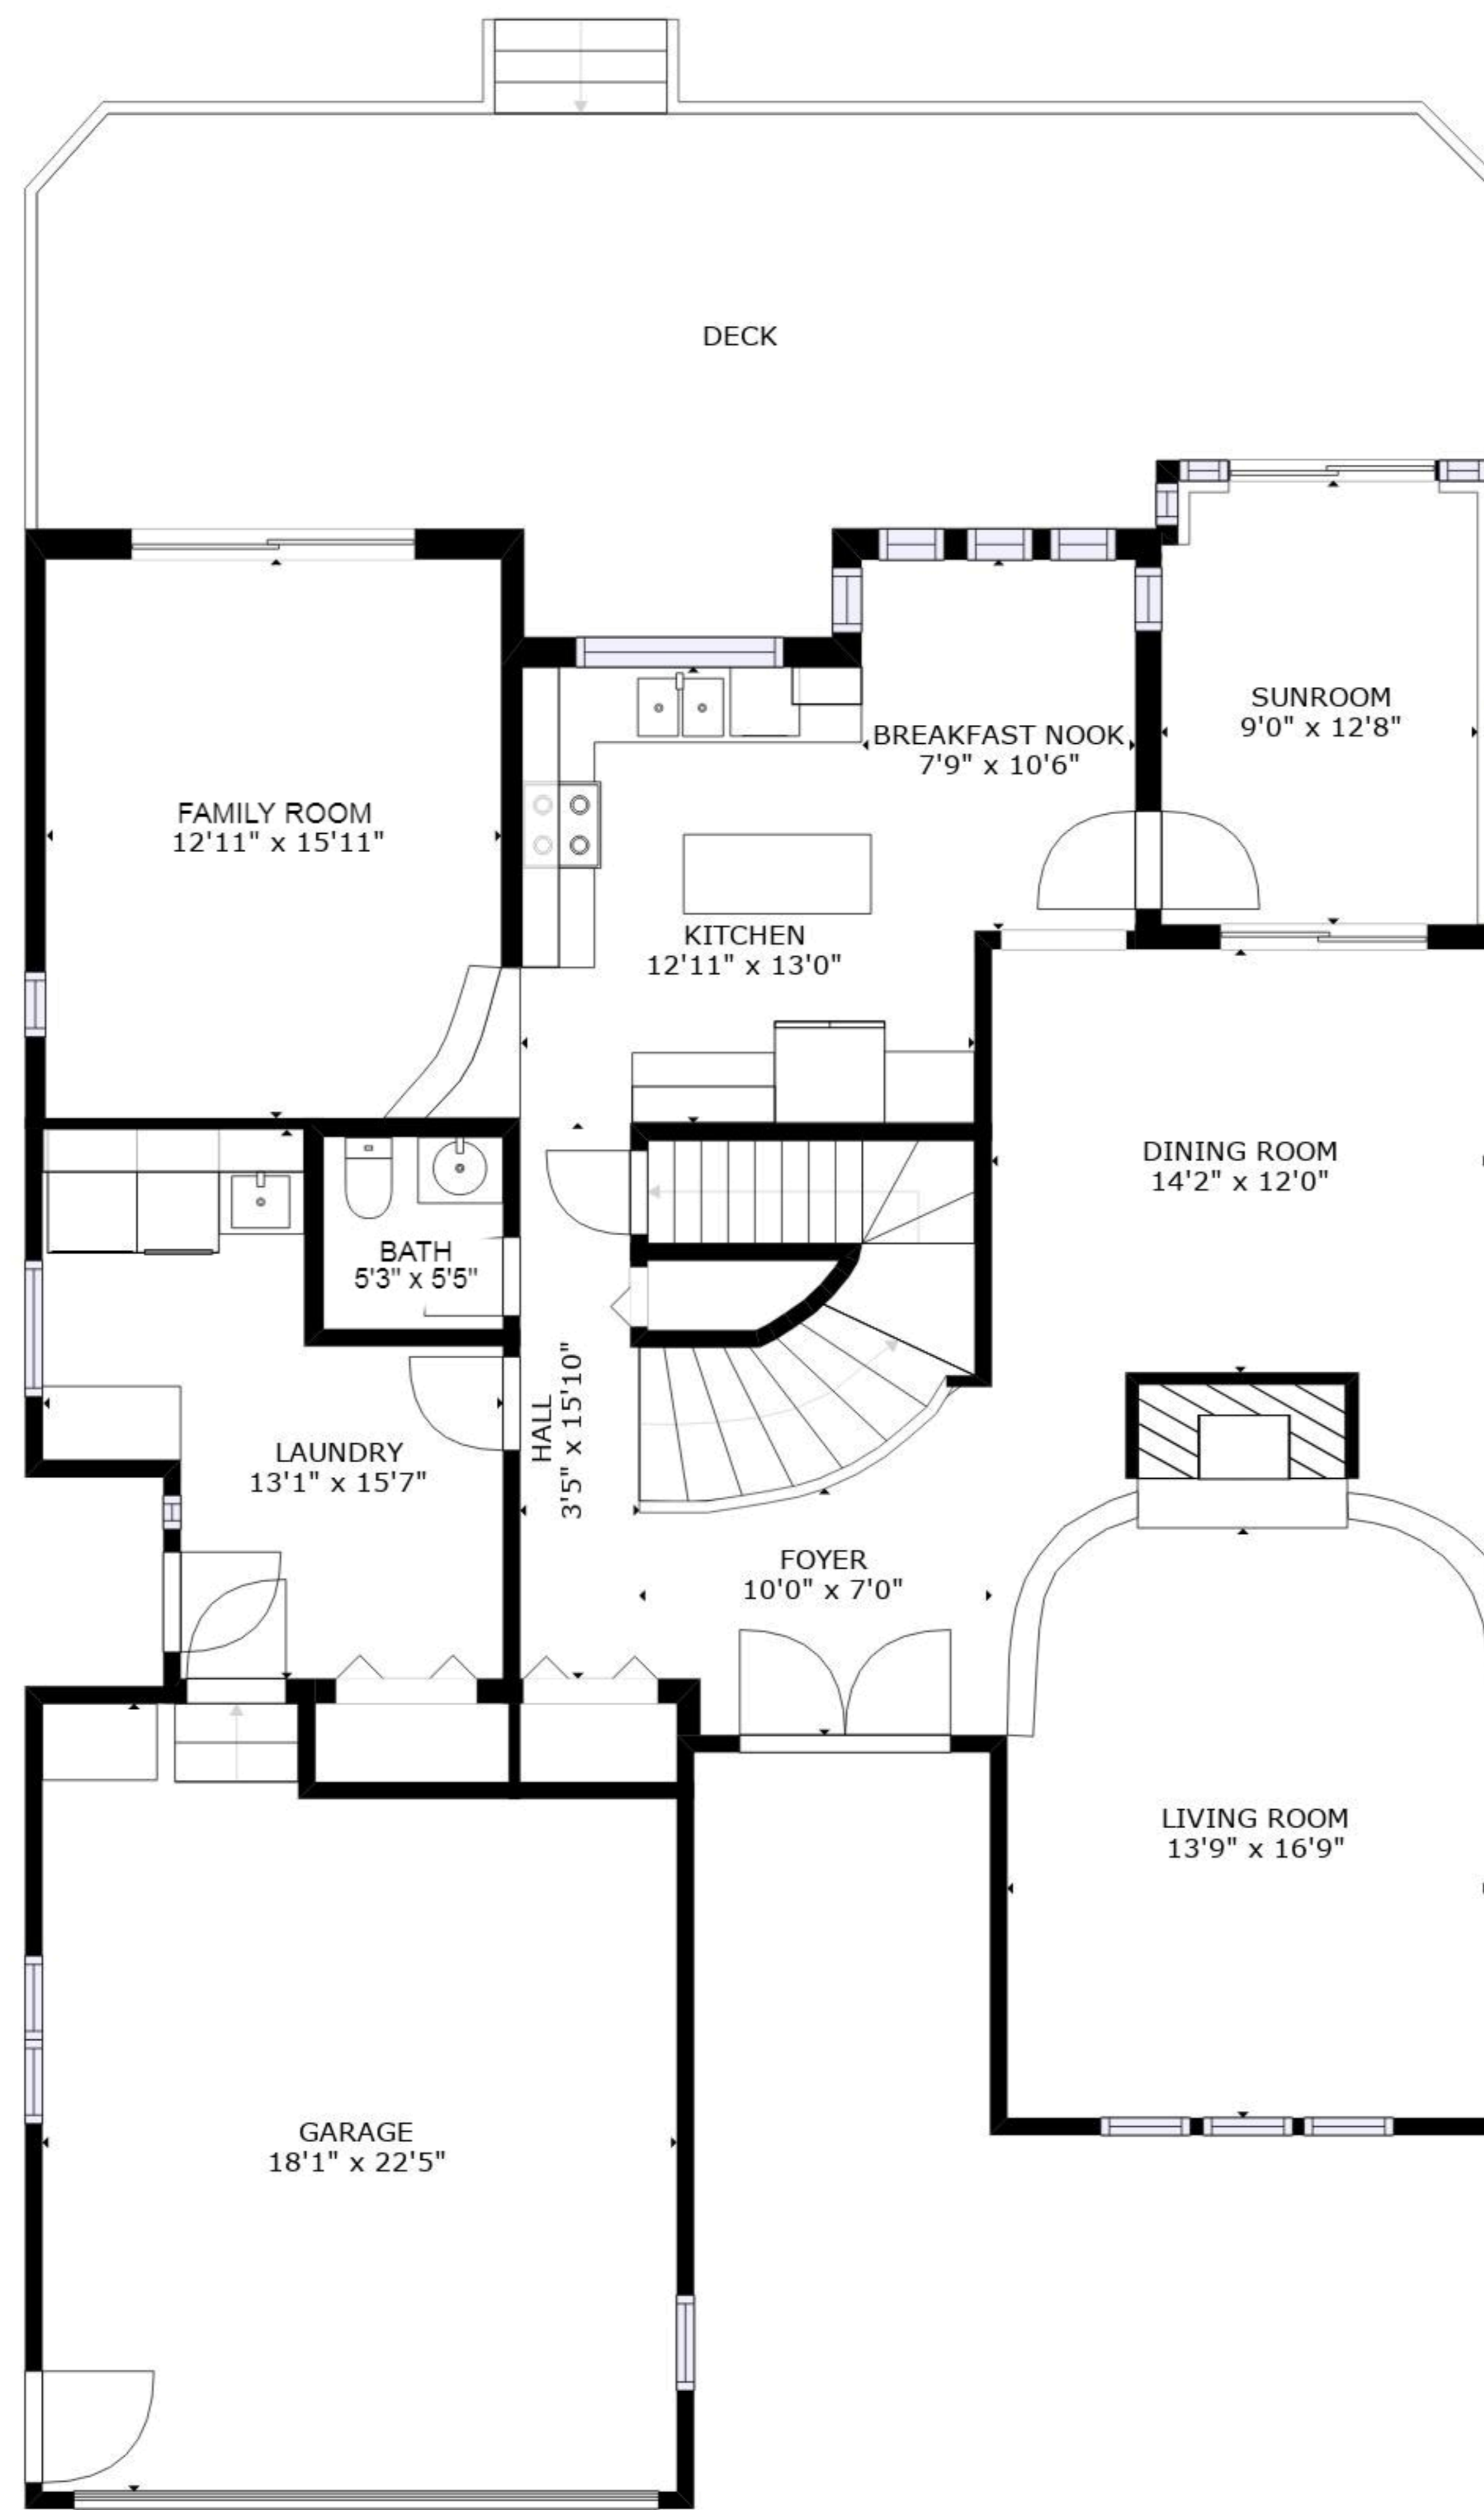 DECK
SUNROOM
9'0" x 12'8"
BREAKFAST NOOK
7'9" x 10'6"
FAMILY ROOM
12'11" x 15'11"
KITCHEN
12'11" x 13'0"
DINING ROOM
14'2" x 12'0"
BATH
5'3" x 5'5"
HALL
3'5" x 15'10"
LAUNDRY
13'1" x 15'7"
FOYER
10'0" x 7'0"
LIVING ROOM
13'9" x 16'9"
GARAGE
18'1" x 22'5"